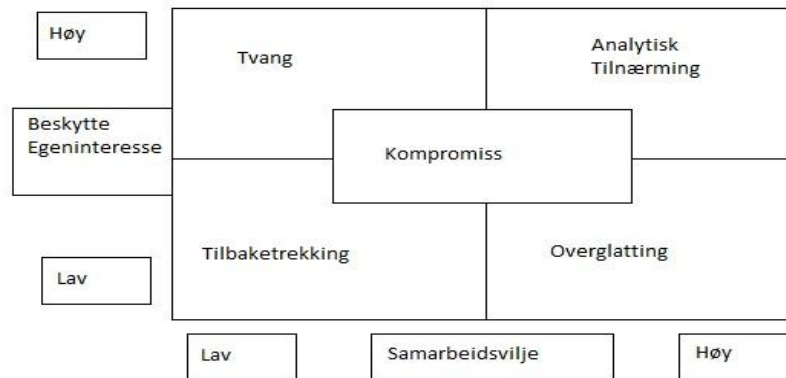 Høy
Tvang
Analytisk
Tilnærming
Beskytte
Egeninteresse
Kompromiss
Tilbaketrekking
Overglatting
Lav
Lav
Samarbeidsvilje
Høy